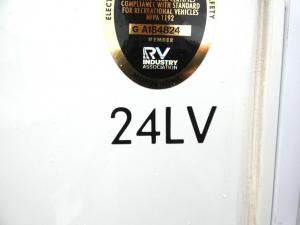 COMPLIANCE WITH STANDARD
FOR RECREATIONAL VEHICLES
NFPA 1192
G A184824
MEMBER
RV
INDUSTRY
ASSOCIATION
24LV